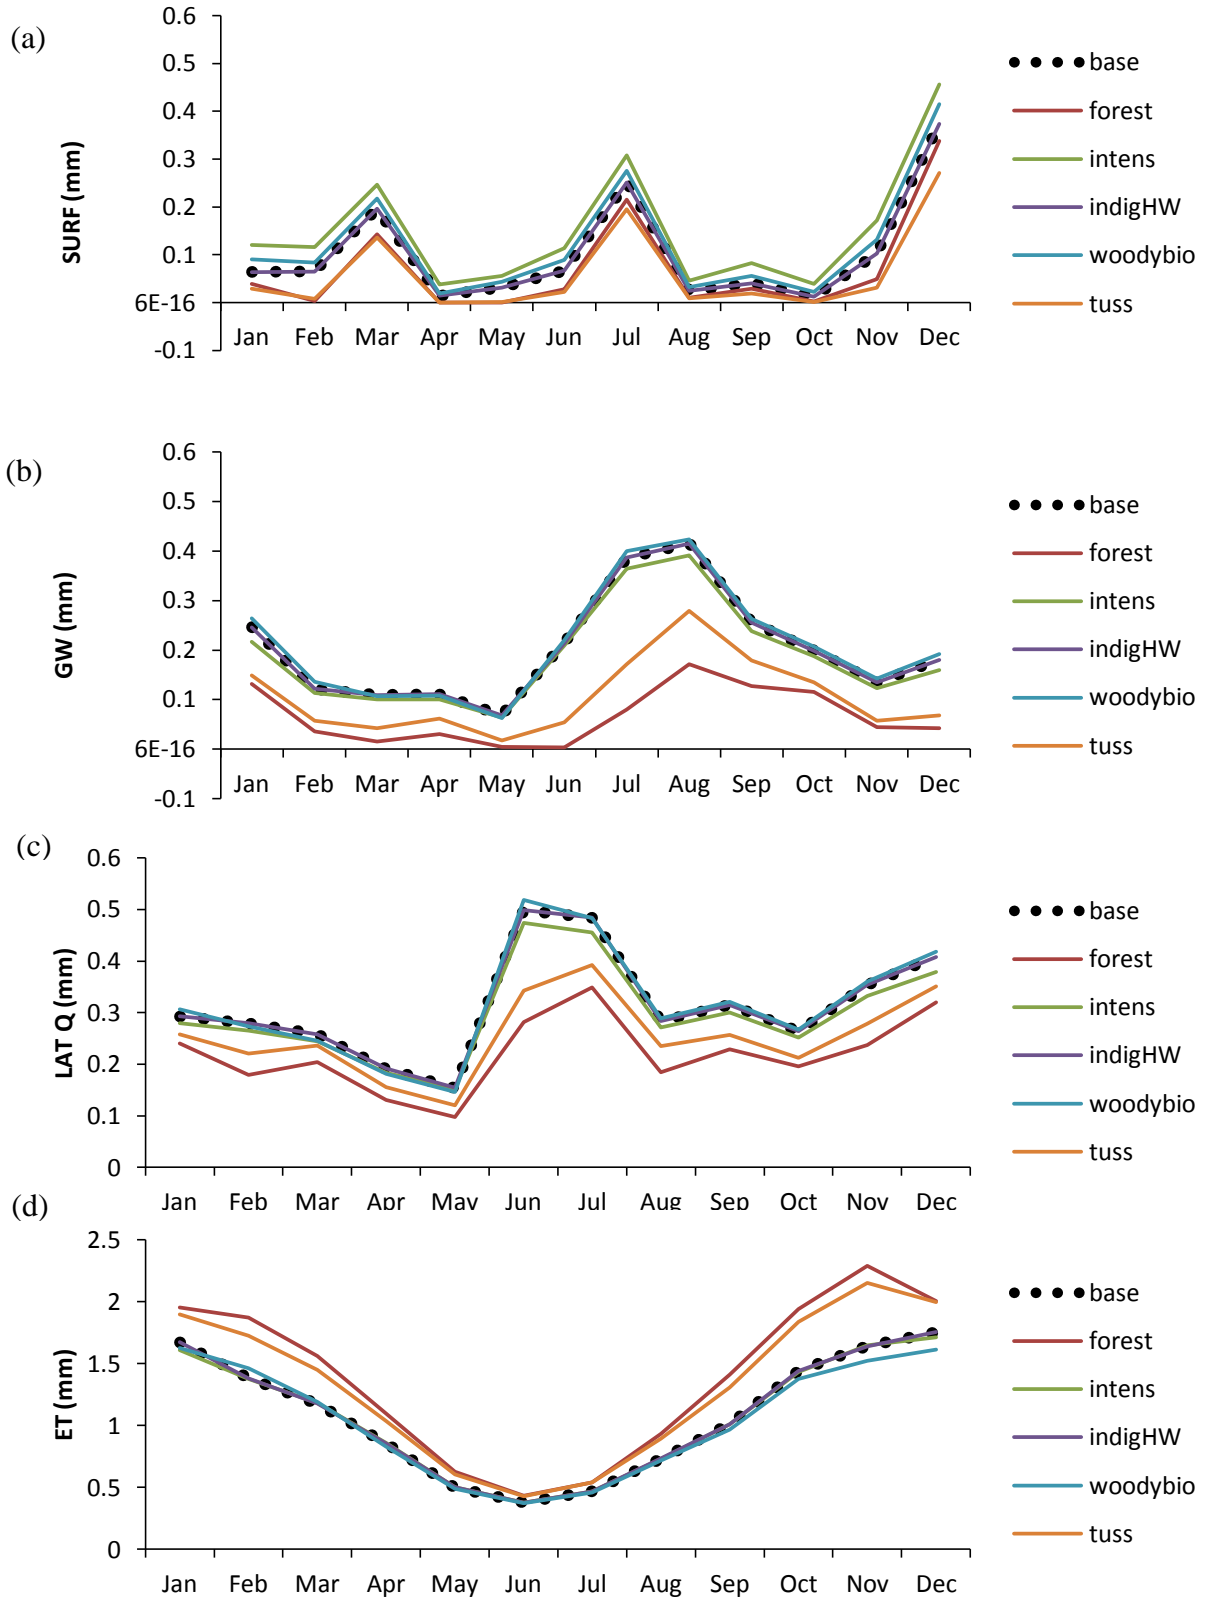 (a)
SURF (mm)
0.6
0.5
0.4
0.3
0.2
0.1
6E-16
-0.1
Jan Feb Mar Apr May Jun Jul Aug Sep Oct Nov Dec
base
forest
intens
indigHW
woodybio
tuss
(b)
GW (mm)
0.6
0.5
0.4
0.3
0.2
0.1
6E-16
-0.1
Jan Feb Mar Apr May Jun Jul Aug Sep Oct Nov Dec
base
forest
intens
indigHW
woodybio
tuss
(c)
LAT Q (mm)
0.6
0.5
0.4
0.3
0.2
0.1
0
Jan Feb Mar Apr May Jun Jul Aug Sep Oct Nov Dec
base
forest
intens
indigHW
woodybio
tuss
(d)
ET (mm)
2.5
2
1.5
1
0.5
0
Jan Feb Mar Apr May Jun Jul Aug Sep Oct Nov Dec
base
forest
intens
indigHW
woodybio
tuss